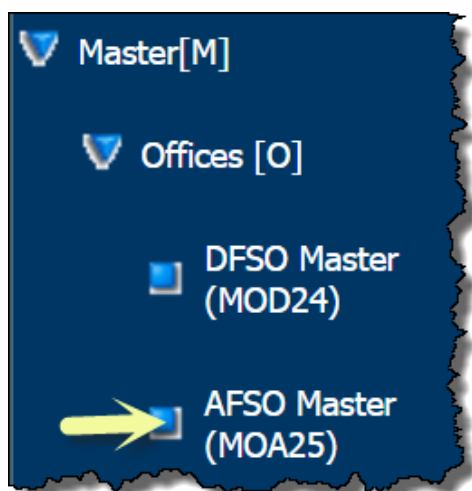 Master[M]
Offices [O]
DFSO Master
(MOD24)
AFSO Master
(MOA25)